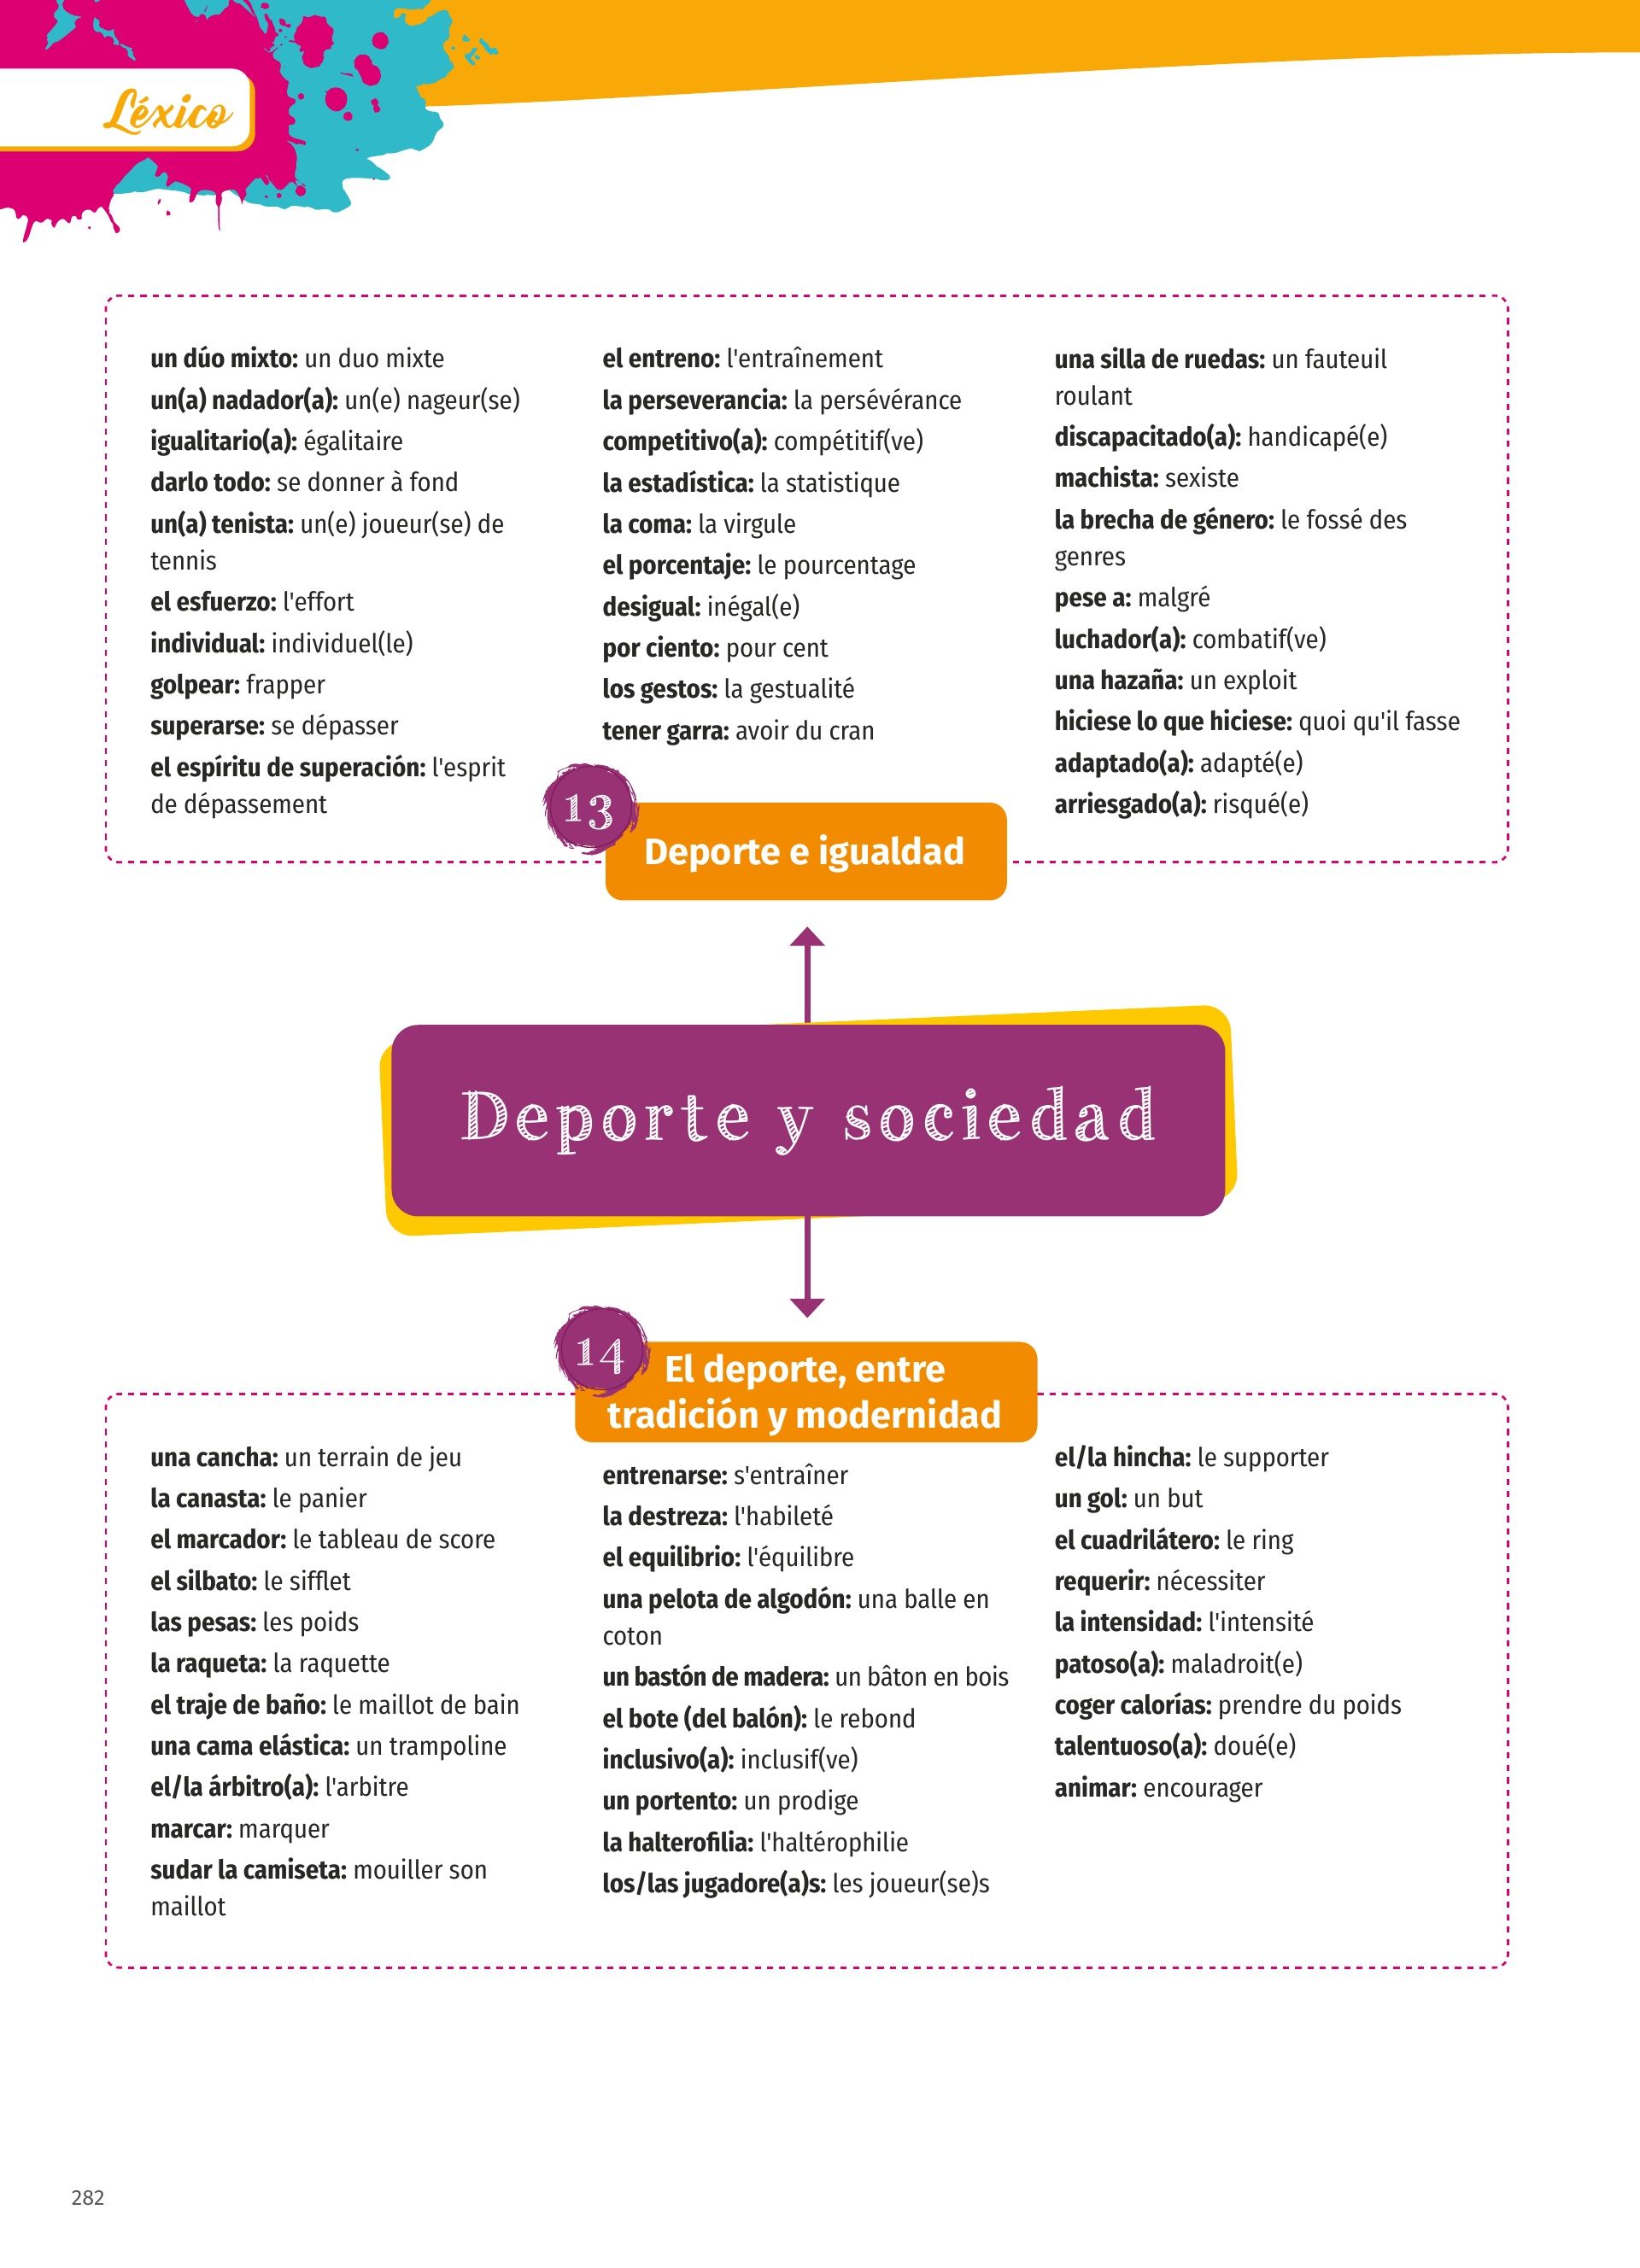 Léxico
un dúo mixto: un duo mixte
un(a) nadador(a): un(e) nageur(se)
igualitario(a): égalitaire
darlo todo: se donner à fond
un(a) tenista: un(e) joueur(se) de
tennis
el esfuerzo: l'effort
individual: individuel(le)
golpear: frapper
superarse: se dépasser
el espíritu de superación: l'esprit
de dépassement
el entreno: l'entraînement
la perseverancia: la persévérance
competitivo(a): compétitif(ve)
la estadística: la statistique
la coma: la virgule
el porcentaje: le pourcentage
desigual: inégal(e)
por ciento: pour cent
los gestos: la gestualité
tener garra: avoir du cran
una silla de ruedas: un fauteuil
roulant
discapacitado(a): handicapé(e)
machista: sexiste
la brecha de género: le fossé des
genres
pese a: malgré
luchador(a): combatif(ve)
una hazaña: un exploit
hiciese lo que hiciese: quoi qu'il fasse
adaptado(a): adapté(e)
arriesgado(a): risqué(e)
13
Deporte e igualdad
Deporte y sociedad
14
El deporte, entre
tradición y modernidad
una cancha: un terrain de jeu
la canasta: le panier
el marcador: le tableau de score
el silbato: le sifflet
las pesas: les poids
la raqueta: la raquette
el traje de baño: le maillot de bain
una cama elástica: un trampoline
el/la árbitro(a): l'arbitre
marcar: marquer
sudar la camiseta: mouiller son
maillot
entrenarse: s'entraîner
la destreza: l'habileté
el equilibrio: l'équilibre
una pelota de algodón: una balle en
coton
un bastón de madera: un bâton en bois
el bote (del balón): le rebond
inclusivo(a): inclusif(ve)
un portento: un prodige
la halterofilia: l'haltérophilie
los/las jugadore(a)s: les joueur(se)s
el/la hincha: le supporter
un gol: un but
el cuadrilátero: le ring
requerir: nécessiter
la intensidad: l'intensité
patoso(a): maladroit(e)
coger calorías: prendre du poids
talentuoso(a): doué(e)
animar: encourager
282